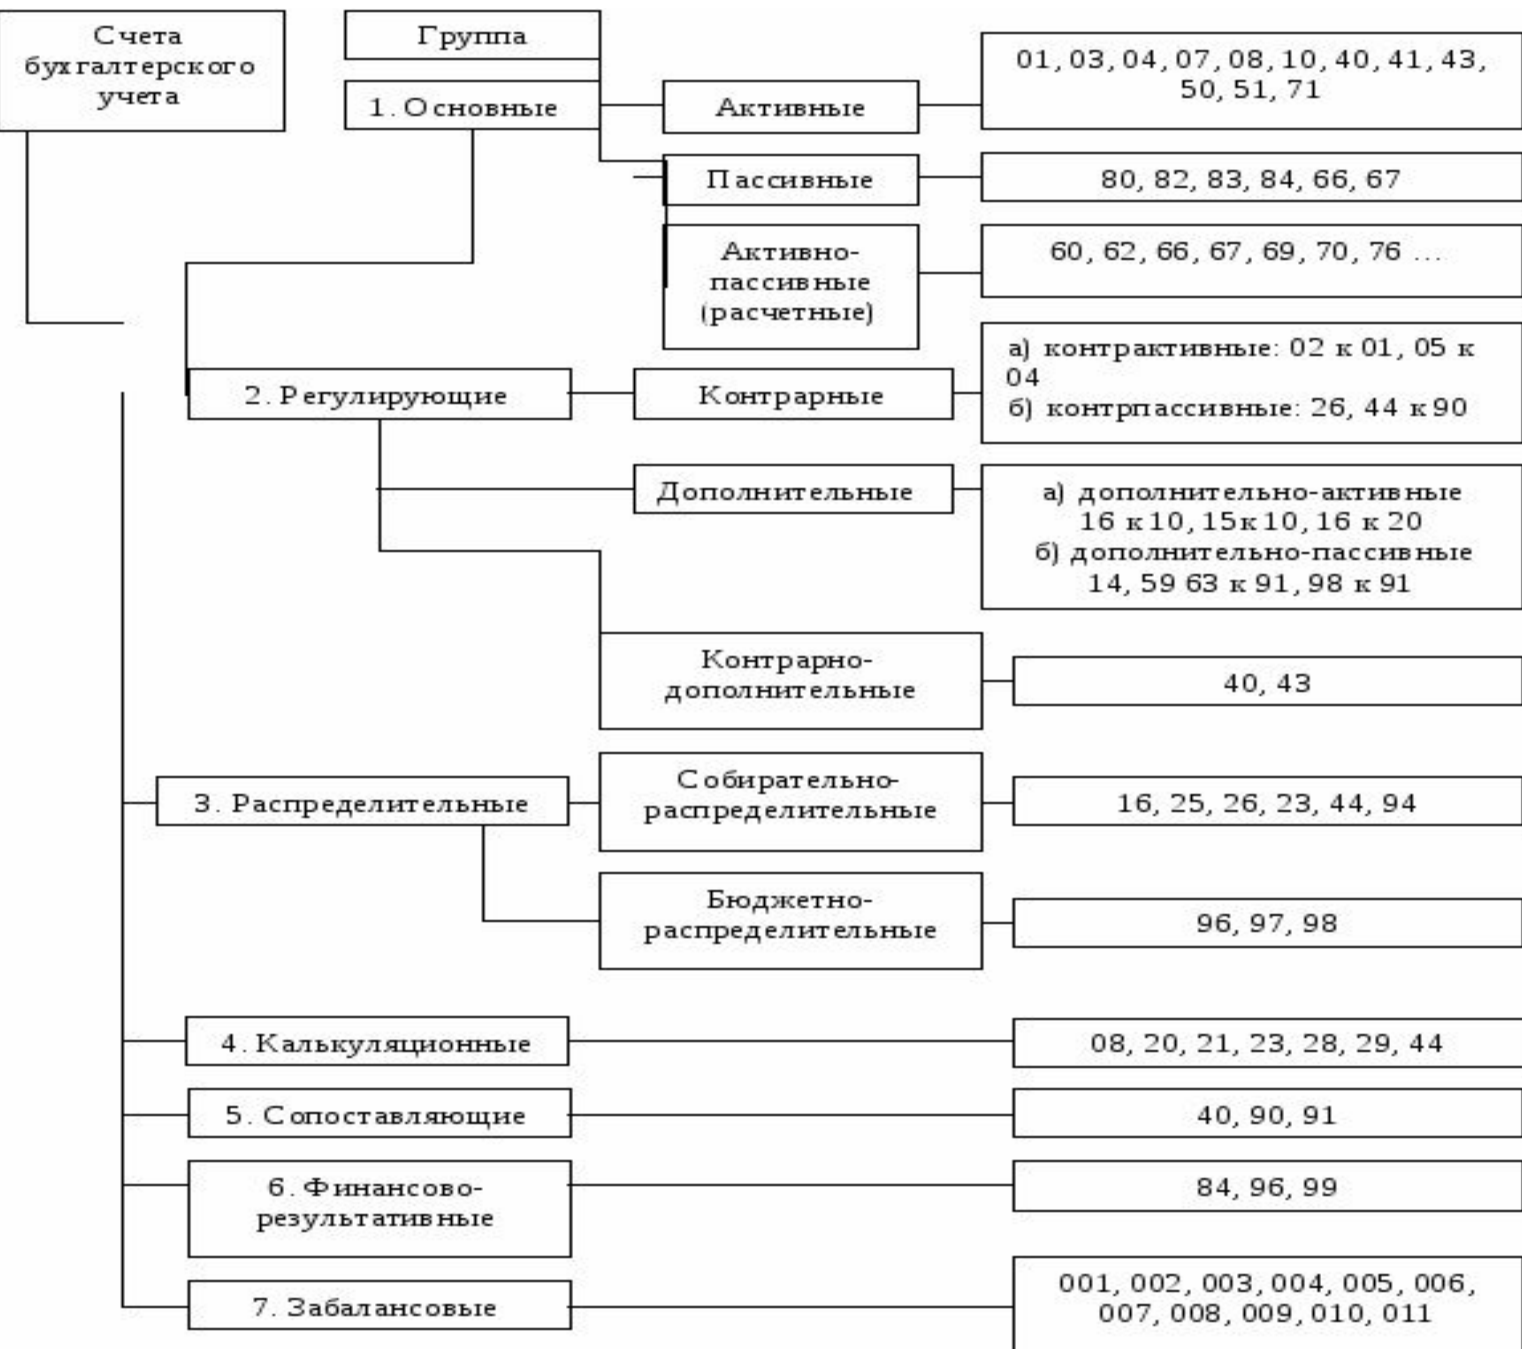 Счета
бухгалтерского
учета
Группа
1. Основные
Активные
01, 03, 04, 07, 08, 10, 40, 41, 43,
50, 51, 71
Пассивные
80, 82, 83, 84, 66, 67
Активно-
пассивные
(расчетные)
60, 62, 66, 67, 69, 70, 76 ...
2. Регулирующие
Контрарные
а) контрактивные: 02 к 01, 05 к
04
б) контрпассивные: 26, 44 к 90
Дополнительные
а) дополнительно-активные
16 к 10, 15к 10, 16 к 20
б) дополнительно-пассивные
14, 59 63 к 91, 98 к 91
Контрарно-
дополнительные
40, 43
3. Распределительные
Собирательно-
распределительные
16, 25, 26, 23, 44, 94
Бюджетно-
распределительные
96, 97, 98
4. Калькуляционные
08, 20, 21, 23, 28, 29, 44
5. Сопоставляющие
40, 90, 91
6. Финансово-
результативные
84, 96, 99
7. Забалансовые
001, 002, 003, 004, 005, 006,
007, 008, 009, 010, 011